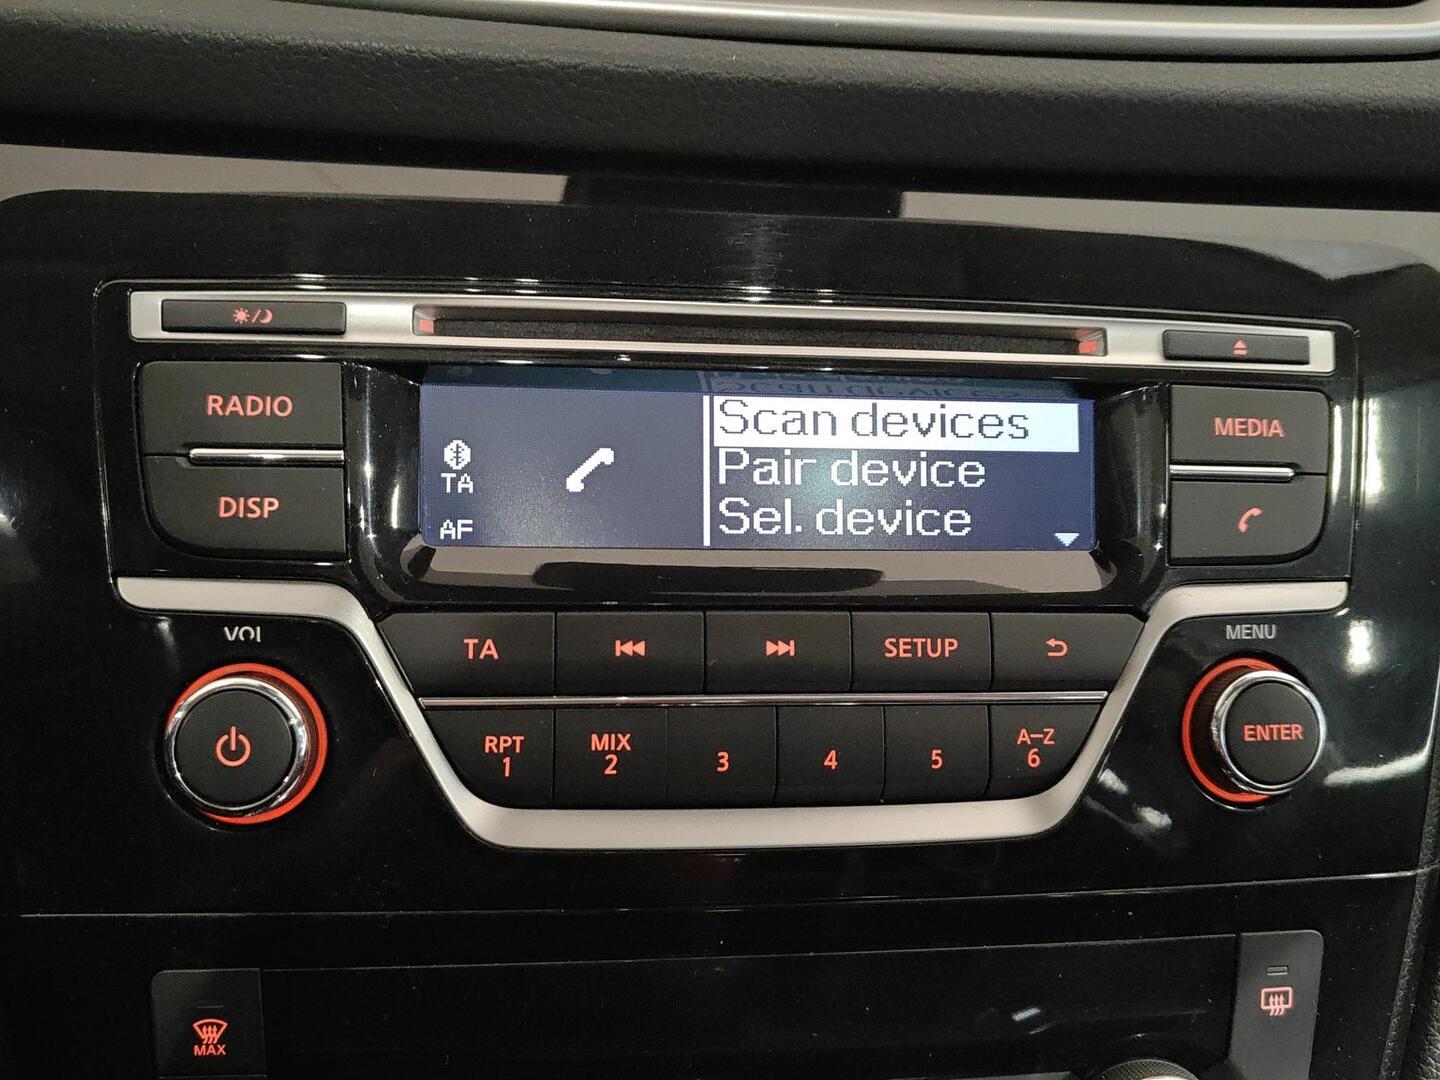 RADIO
DISP
TA
AF
Scan devices
Pair device
Sel. device
MEDIA
VOL
TA
SETUP
MENU
RPT
1
MIX
2
3
4
5
A-Z
6
ENTER
MAX